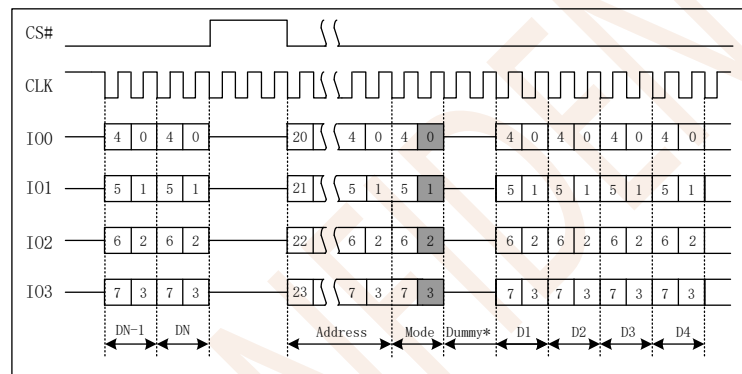 CS#
CLK
IO0 4 0 4 0 20 4 0 4 0 4 0 4 0 4 0 4 0
IO1 5 1 5 1 21 5 1 5 1 5 1 5 1 5 1 5 1
IO2 6 2 6 2 22 6 2 6 2 6 2 6 2 6 2 6 2
IO3 7 3 7 3 23 7 3 7 3 7 3 7 3 7 3 7 3
DN-1 DN Address Mode Dummy* D1 D2 D3 D4
NFIDEN